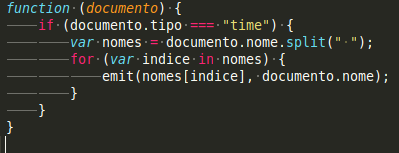 function (documento) {
    if (documento.tipo === "time") {
        var nomes = documento.nome.split(" ");
        for (var indice in nomes) {
            emit(nomes[indice], documento.nome);
        }
    }
}